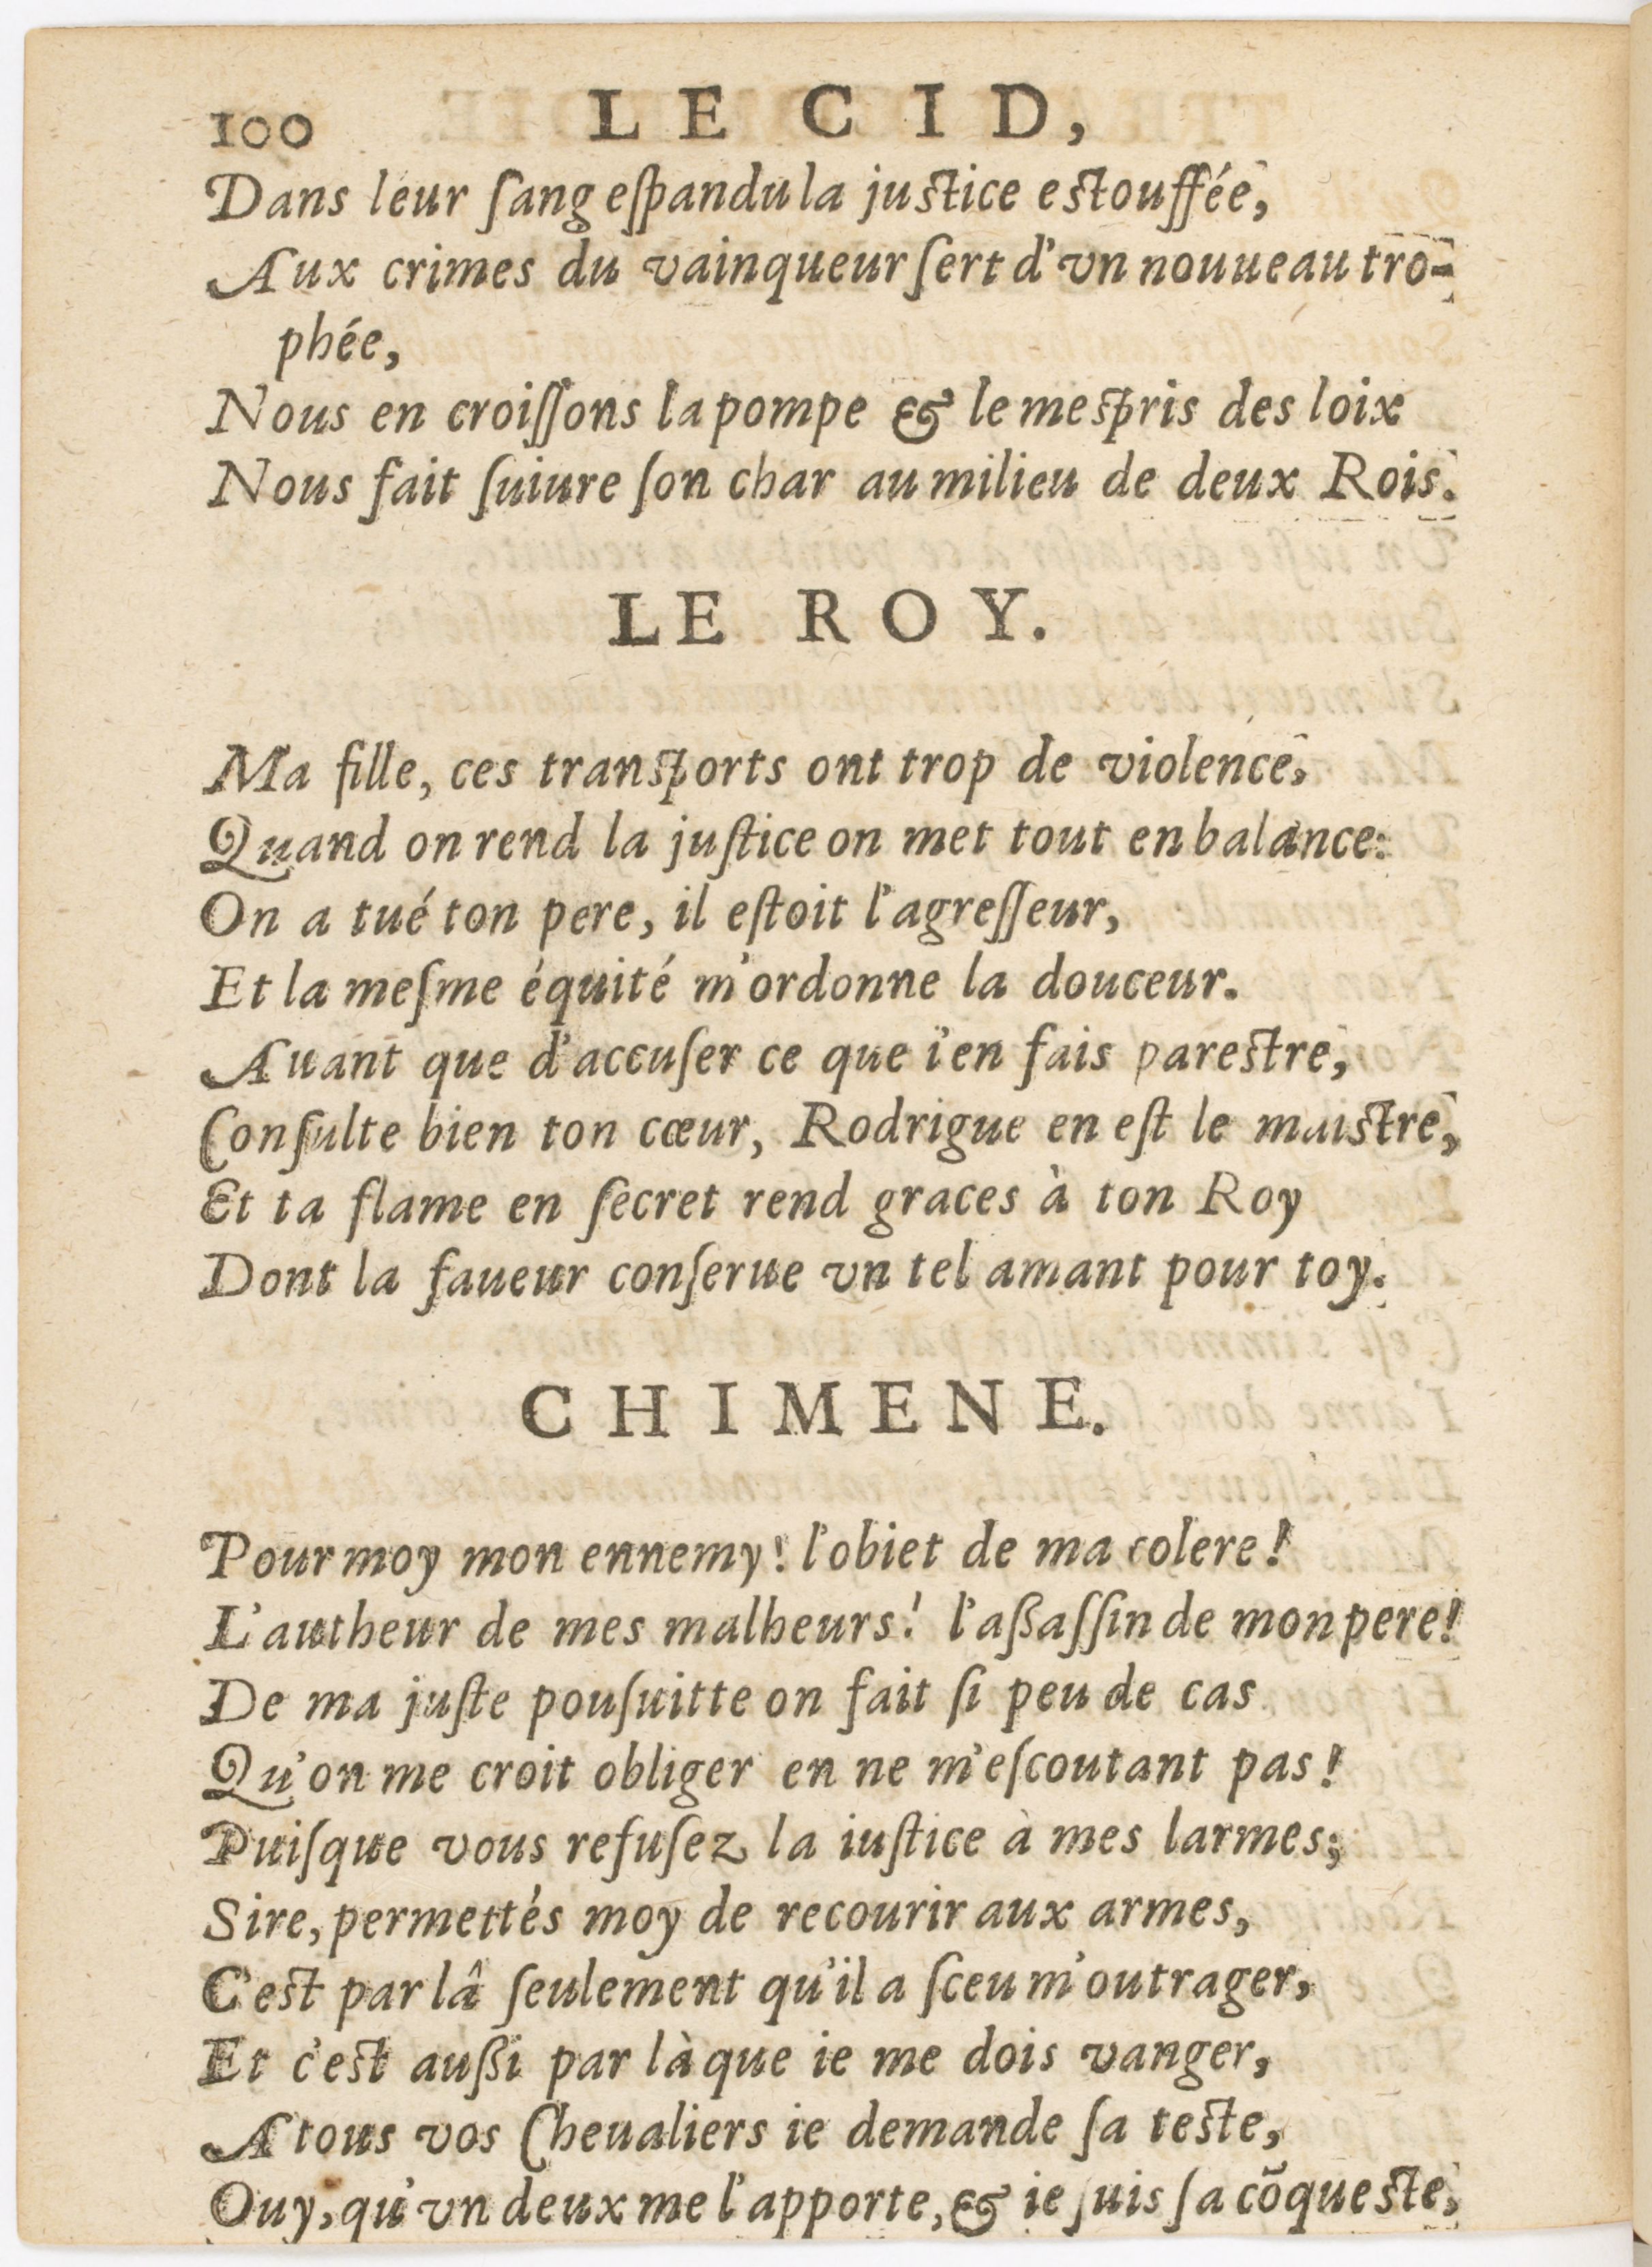 100 LE CID,
Dans leur ſang eſpandu la juſtice eſtouffée,
Aux crimes du vainqueur ſert d'vn nouueau tro-
phée,
Nous en croiſſons la pompe & le meſpris des loix
Nous fait ſuiure ſon char au milieu de deux Rois.
LE ROY.
Ma fille, ces tranſports ont trop de violence,
Quand on rend la juſtice on met tout en balance:
On a tué ton pere, il eſtoit l'agreſſeur,
Et la meſme équité m'ordonne la douceur.
Auant que d'accuſer ce que i'en fais pareſtre,
Conſulte bien ton cœur, Rodrigue en eſt le maiſtre,
Et ta flame en ſecret rend graces à ton Roy
Dont la faueur conſerue vn tel amant pour toy.
CHIMENE.
Pour moy mon ennemy! l'obiet de ma colere!
L'autheur de mes malheurs! l'aßaſſin de mon pere!
De ma juſte pouſuitte on fait ſi peu de cas
Qu'on me croit obliger en ne m'eſcoutant pas!
Puiſque vous refuſez la iuſtice à mes larmes;
Sire, permettés moy de recourir aux armes,
C'eſt par lâ ſeulement qu'il a ſceu m'outrager,
Et c'eſt außi par là que ie me dois vanger,
A tous vos Cheualiers ie demande ſa teſte,
Ouy, qu'vn deux me l'apporte, & ie ſuis ſa cõqueſte,